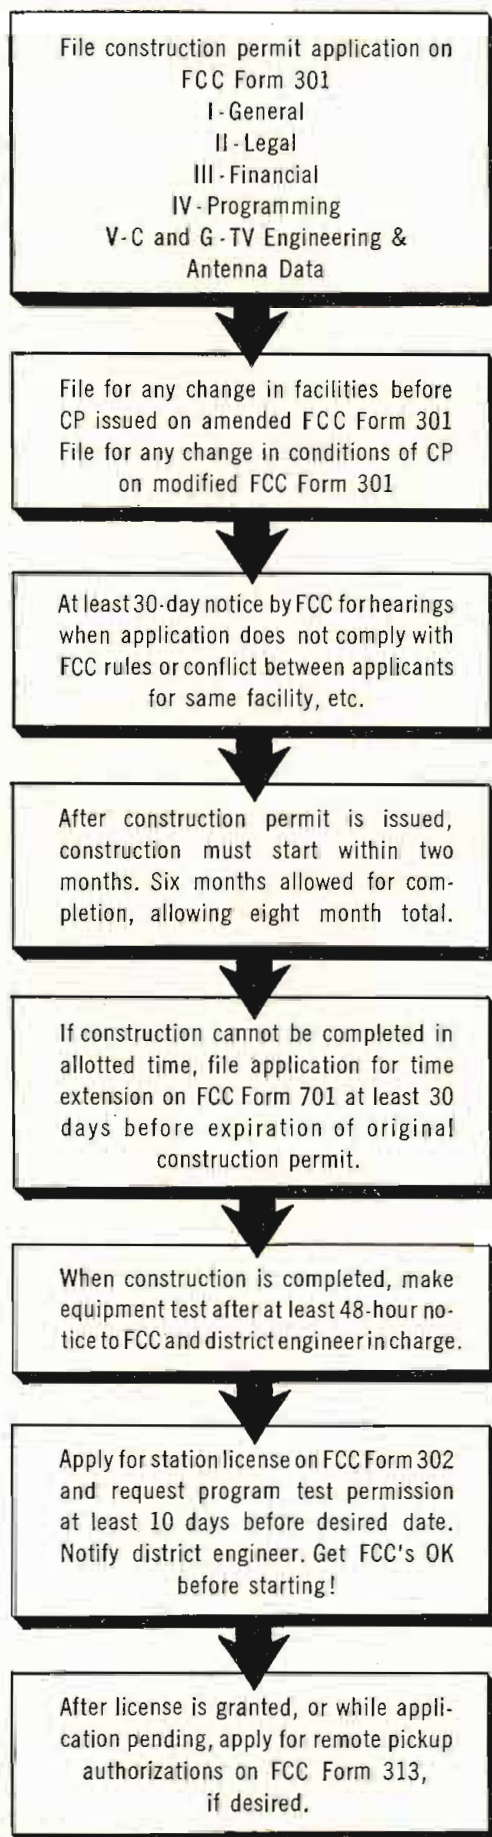 File construction permit application on
FCC Form 301
I - General
II - Legal
III - Financial
IV - Programming
V - C and G - TV Engineering &
Antenna Data
File for any change in facilities before
CP issued on amended FCC Form 301
File for any change in conditions of CP
on modified FCC Form 301
At least 30-day notice by FCC for hearings
when application does not comply with
FCC rules or conflict between applicants
for same facility, etc.
After construction permit is issued,
construction must start within two
months. Six months allowed for com-
pletion, allowing eight month total.
If construction cannot be completed in
allotted time, file application for time
extension on FCC Form 701 at least 30
days before expiration of original
construction permit.
When construction is completed, make
equipment test after at least 48-hour no-
tice to FCC and district engineer in charge.
Apply for station license on FCC Form 302
and request program test permission
at least 10 days before desired date.
Notify district engineer. Get FCC's OK
before starting!
After license is granted, or while appli-
cation pending, apply for remote pickup
authorizations on FCC Form 313,
if desired.